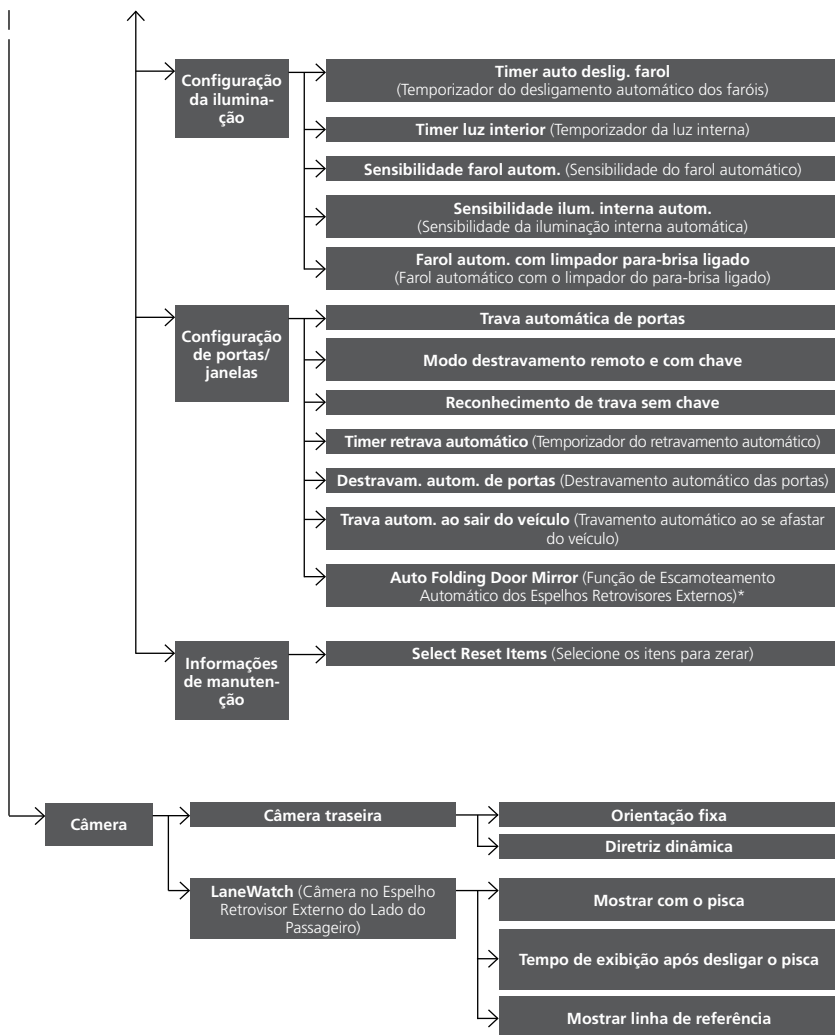 Configuração
da ilumina-
ção
Timer auto deslig. farol
(Temporizador do desligamento automático dos faróis)
Timer luz interior (Temporizador da luz interna)
Sensibilidade farol autom. (Sensibilidade do farol automático)
Sensibilidade ilum. interna autom.
(Sensibilidade da iluminação interna automática)
Farol autom. com limpador para-brisa ligado
(Farol automático com o limpador do para-brisa ligado)
Configuração
de portas/
janelas
Trava automática de portas
Modo destravamento remoto e com chave
Reconhecimento de trava sem chave
Timer retrava automático (Temporizador do retravamento automático)
Destravam. autom. de portas (Destravamento automático das portas)
Trava autom. ao sair do veículo (Travamento automático ao se afastar
do veículo)
Auto Folding Door Mirror (Função de Escamoteamento
Automático dos Espelhos Retrovisores Externos)*
Informações
de manuten-
ção
Select Reset Items (Selecione os itens para zerar)
Câmera
Câmera traseira
Orientação fixa
Diretriz dinâmica
LaneWatch (Câmera no Espelho
Retrovisor Externo do Lado do
Passageiro)
Mostrar com o pisca
Tempo de exibição após desligar o pisca
Mostrar linha de referência